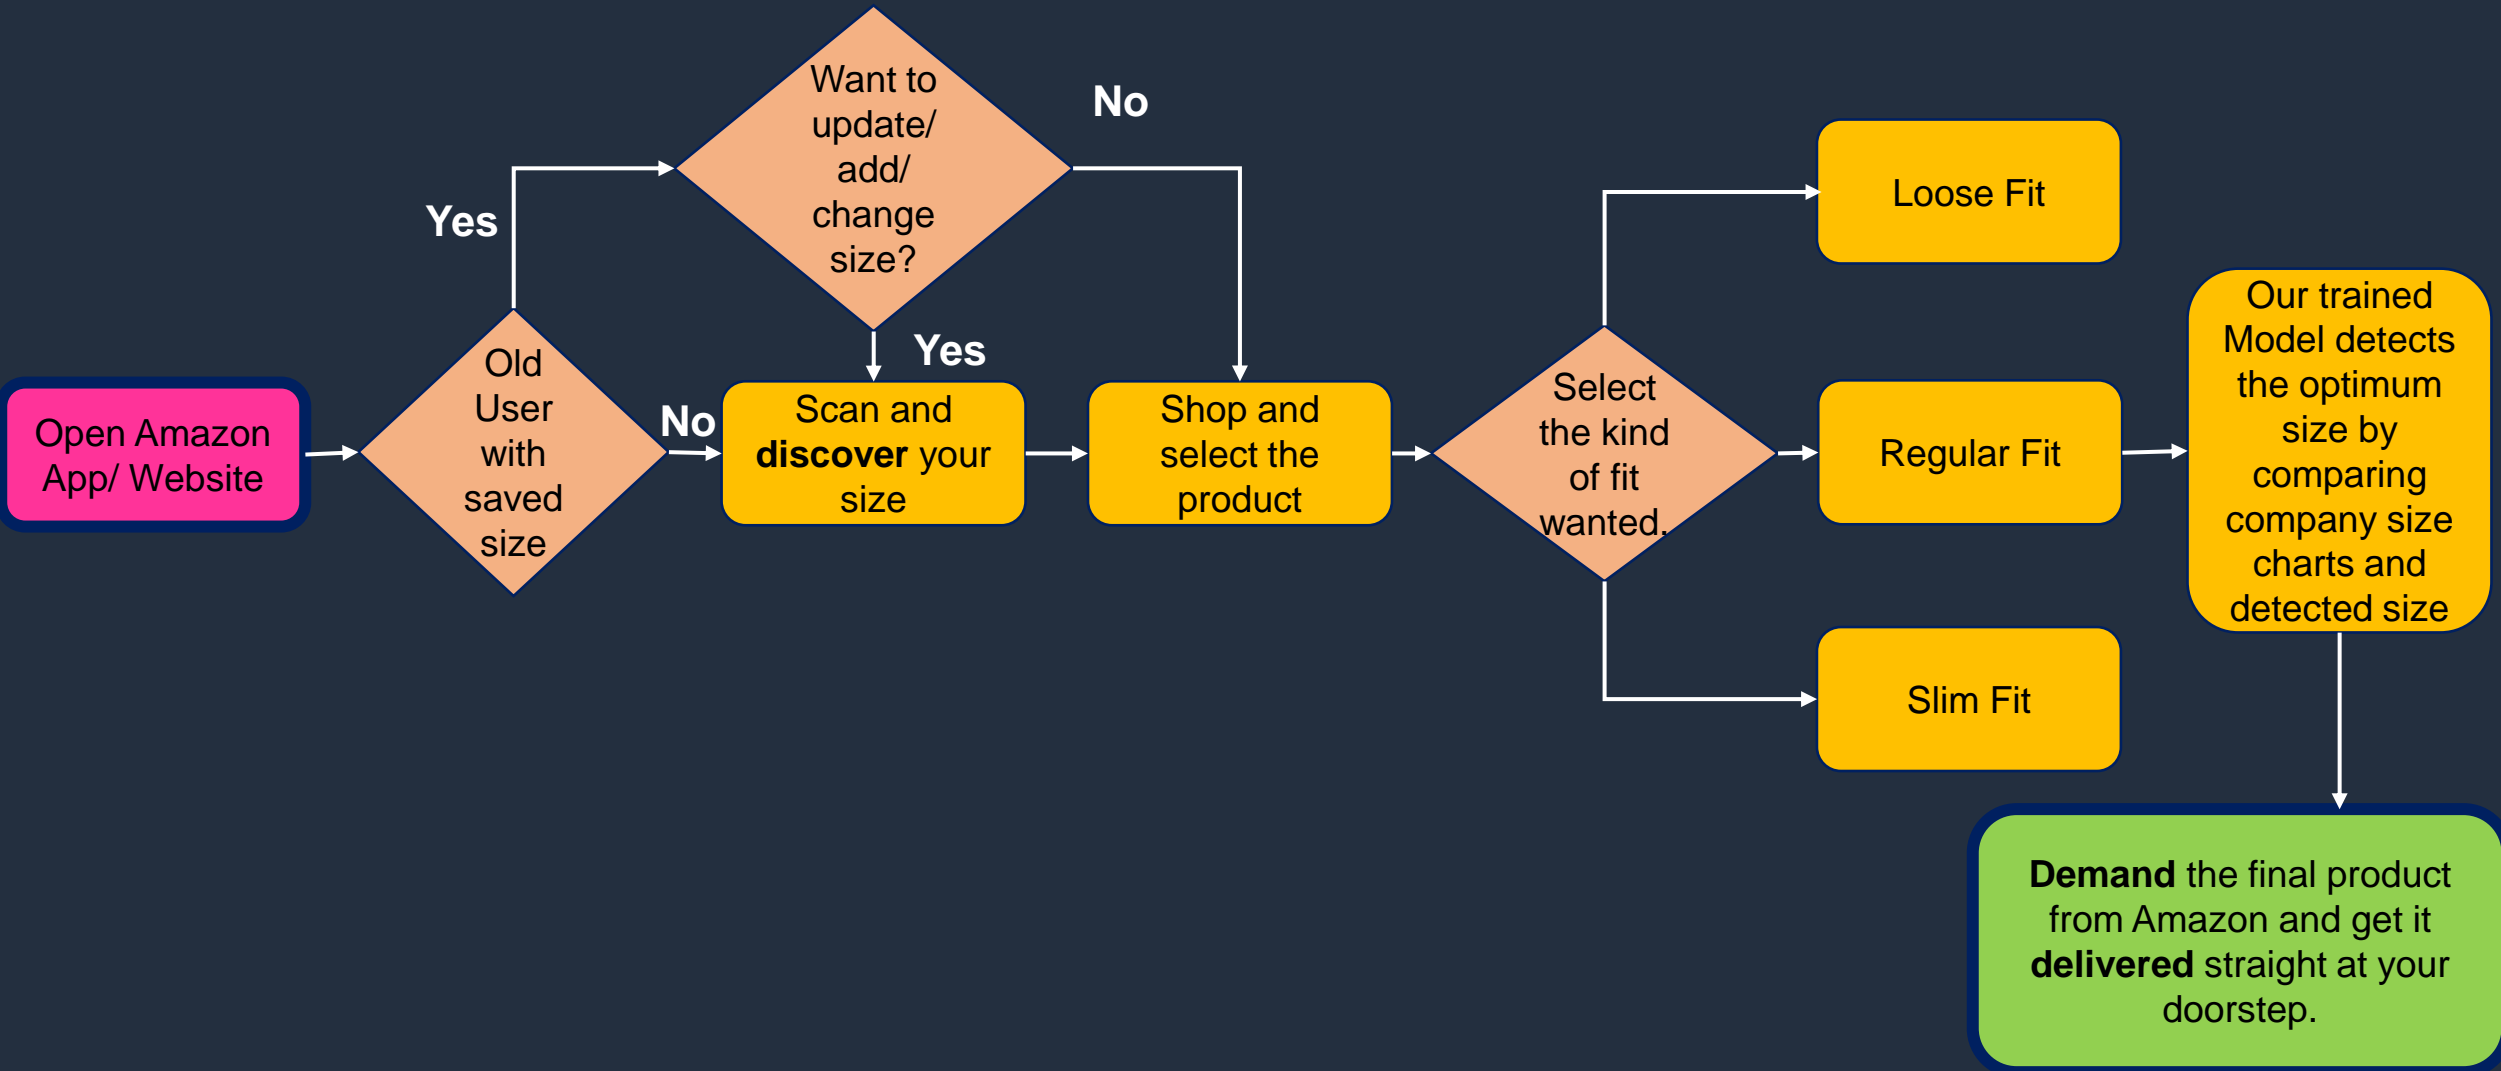 Open Amazon
App/ Website
Old
User
with
saved
size
Yes
No
Want to
update/
add/
change
size?
No
Yes
Scan and
discover your
size
Shop and
select the
product
Select
the kind
of fit
wanted.
Loose Fit
Regular Fit
Slim Fit
Our trained
Model detects
the optimum
size by
comparing
company size
charts and
detected size
Demand the final product
from Amazon and get it
delivered straight at your
doorstep.